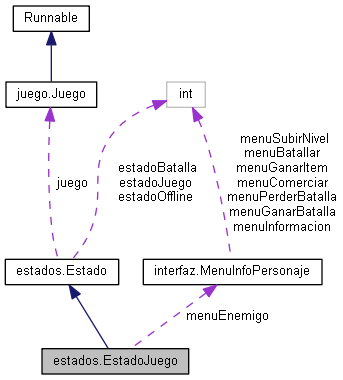 Runnable
juego.Juego
int
menuSubirNivel
menuBatallar
menuGanarItem
menuComerciar
menuPerderBatalla
menuGanarBatalla
menuInformacion
estadoBatalla
estadoJuego
estadoOffline
juego
estados.Estado
interfaz.MenuInfoPersonaje
menuEnemigo
estados.EstadoJuego